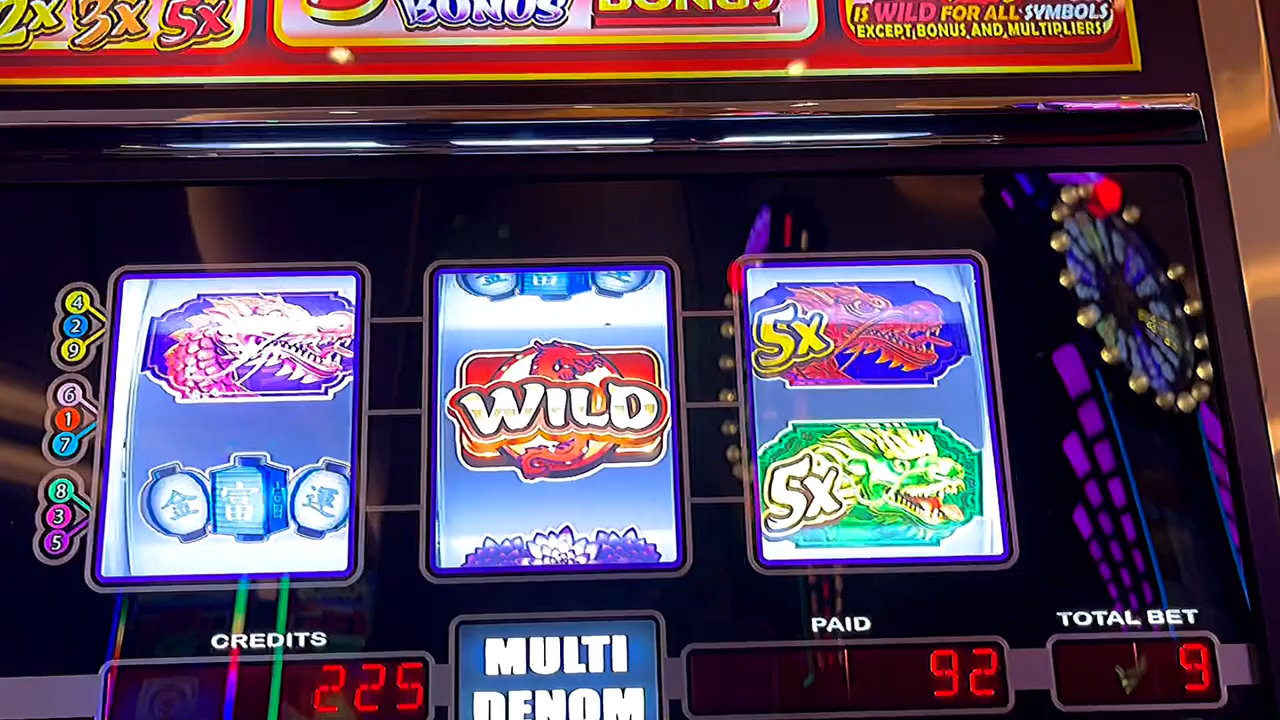 2x 3x 5x
BONUS
BONUS
IS WILD FOR ALL SYMBOLS
EXCEPT BONUS AND MULTIPLIERS
4
2
9
6
1
7
8
3
5
WILD
5x
5x
金 富 運
CREDITS
225
MULTI
DENOM
PAID
92
TOTAL BET
9